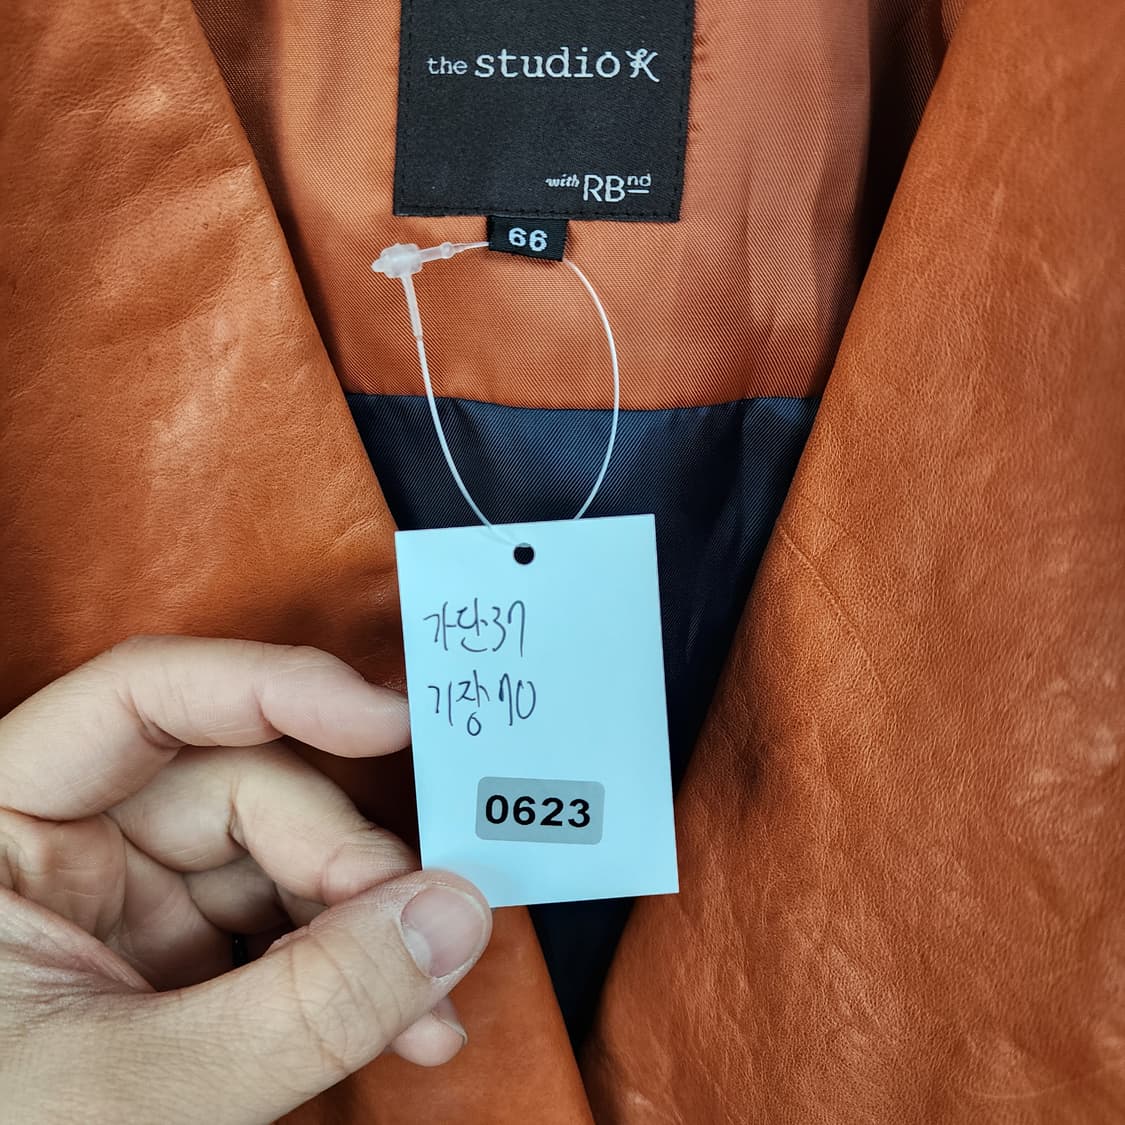 the studio K
with RBnd
66
가단37
기장70
0623